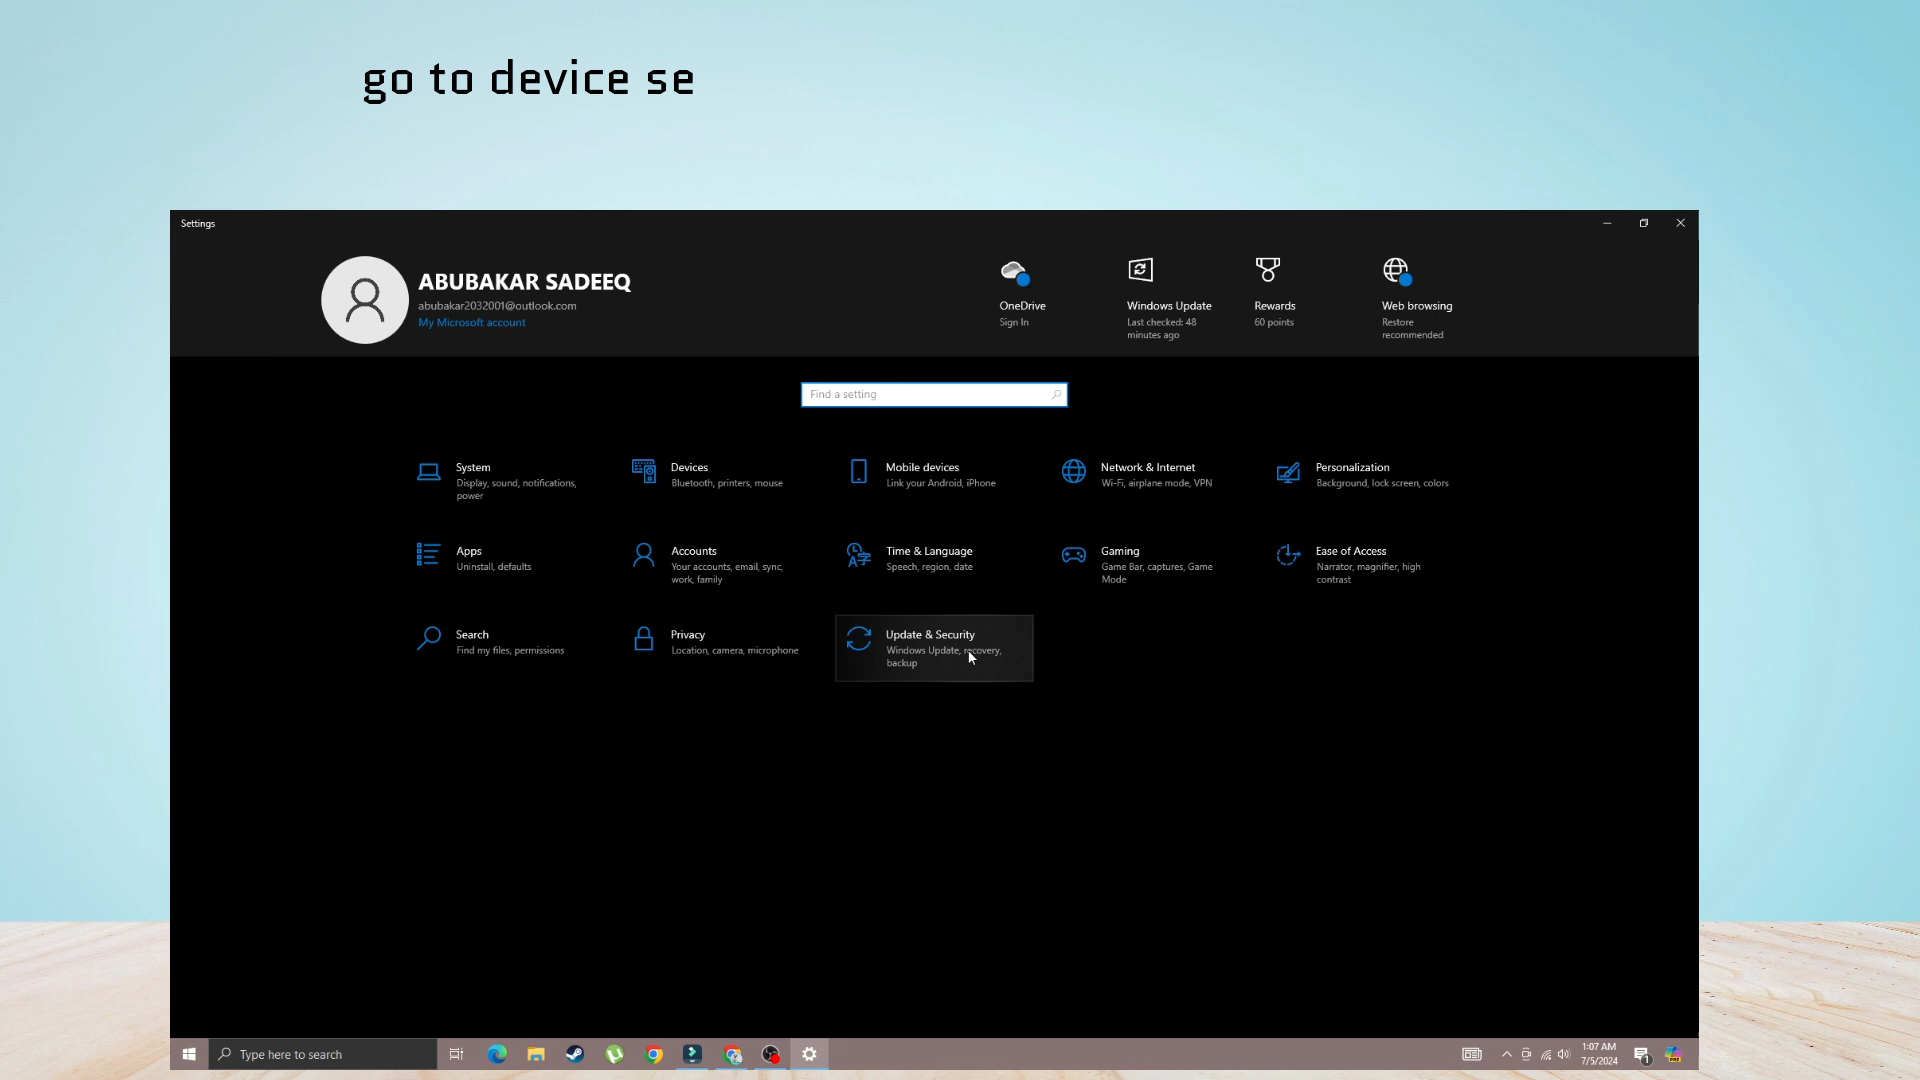 go to device se
Settings
ABUBAKAR SADEEQ
abubakar2032001@outlook.com
My Microsoft account
OneDrive
Sign In
Windows Update
Last checked: 48
minutes ago
Rewards
60 points
Web browsing
Restore
recommended
Find a setting
System
Display, sound, notifications,
power
Devices
Bluetooth, printers, mouse
Mobile devices
Link your Android, iPhone
Network & Internet
Wi-Fi, airplane mode, VPN
Personalization
Background, lock screen, colors
Apps
Uninstall, defaults
Accounts
Your accounts, email, sync,
work, family
Time & Language
Speech, region, date
Gaming
Game Bar, captures, Game
Mode
Ease of Access
Narrator, magnifier, high
contrast
Search
Find my files, permissions
Privacy
Location, camera, microphone
Update & Security
Windows Update, recovery,
backup
Type here to search
1:07 AM
7/5/2024
1